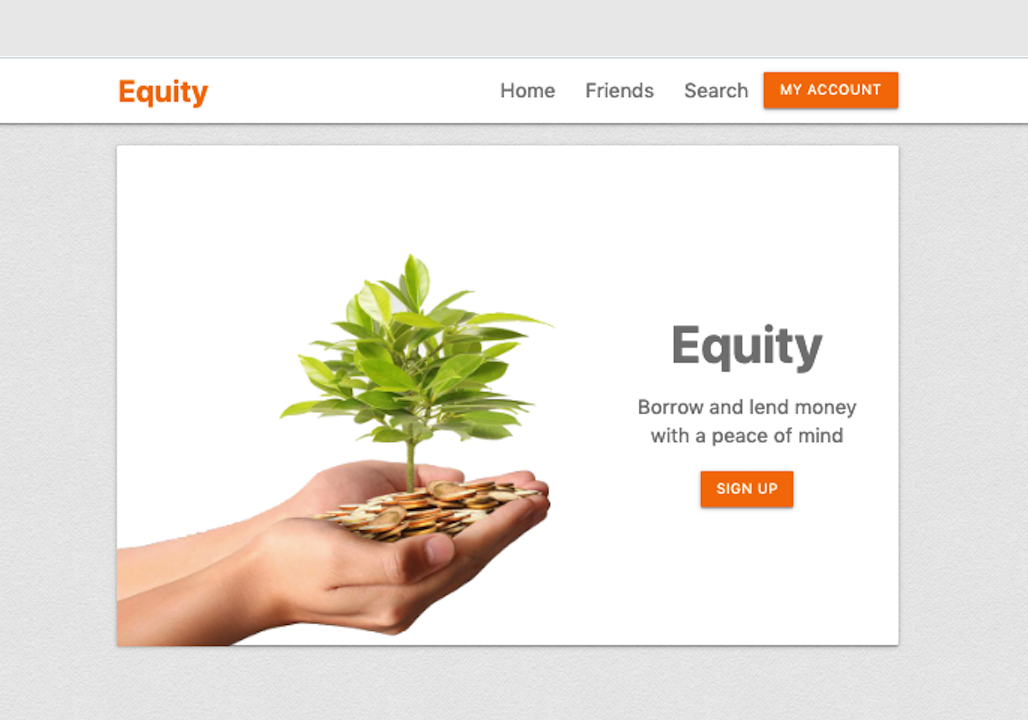 Equity
Home Friends Search MY ACCOUNT
Equity
Borrow and lend money
with a peace of mind
SIGN UP